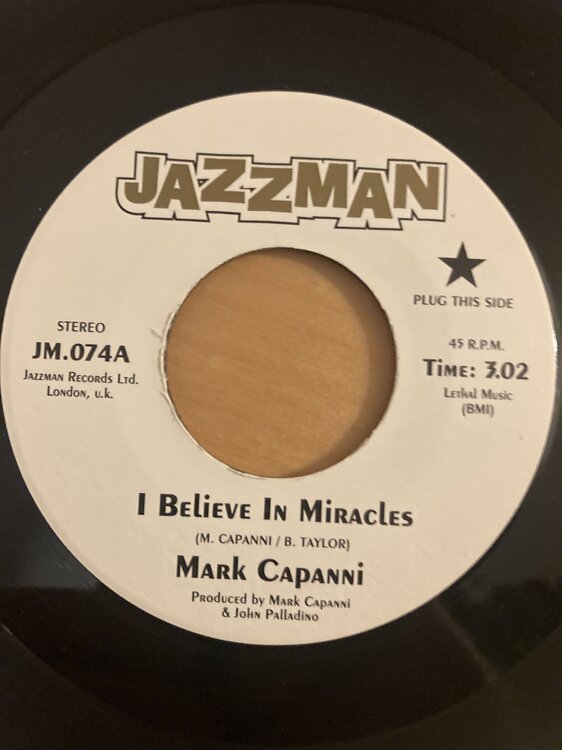 JAZZMAN
PLUG THIS SIDE
STEREO
JM.074A
Jazzman Records Ltd.
London, u.k.
45 R.P.M.
Time: 3.02
Lethal Music
(BMI)
I Believe In Miracles
(M. CAPANNI / B. TAYLOR)
Mark Capanni
Produced by Mark Capanni
& John Palladino